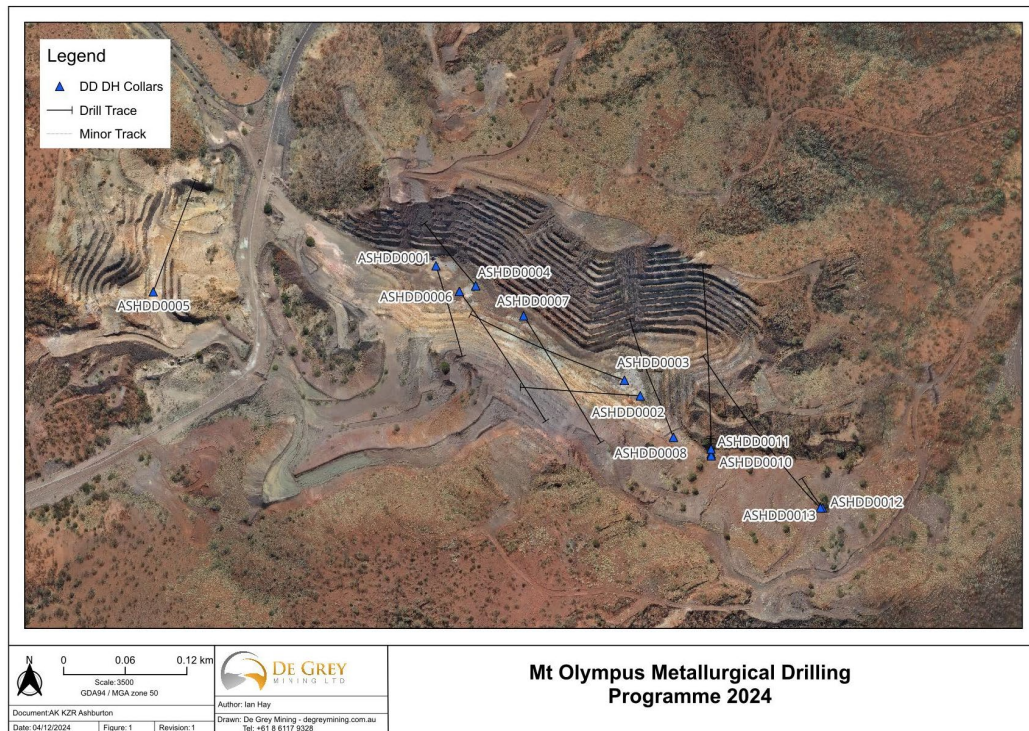 Legend
DD DH Collars
Drill Trace
Minor Track
ASHDD0001
ASHDD0004
ASHDD0006
ASHDD0005
ASHDD0007
ASHDD0003
ASHDD0002
ASHDD0011
ASHDD0008
ASHDD0010
ASHDD0012
ASHDD0013
N
0 0.06 0.12 km
Scale:3500
GDA94 / MGA zone 50
Document:AK KZR Ashburton
Date: 04/12/2024 Figure: 1 Revision: 1
DE GREY
MINING LTD
Author: Ian Hay
Drawn: De Grey Mining - degreymining.com.au
Tel: +61 8 6117 9328
Mt Olympus Metallurgical Drilling
Programme 2024